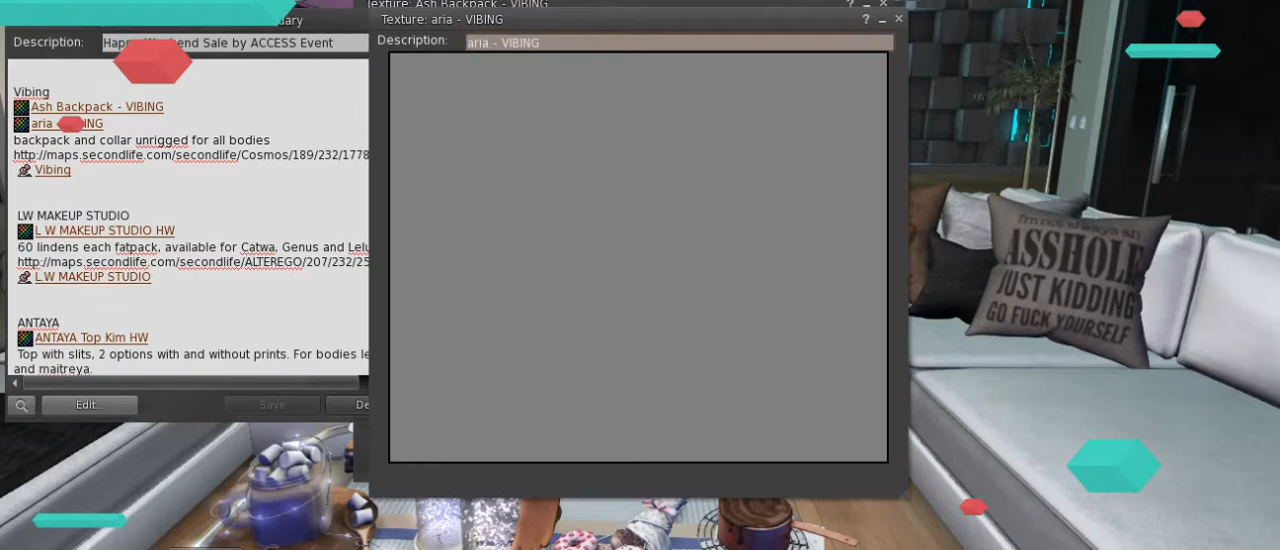 Texture: Ash Backpack - VIBING
Texture: aria - VIBING
? _ ×
Description: aria - VIBING
Description: Happy Weekend Sale by ACCESS Event
Vibing
Ash Backpack - VIBING
aria
backpack and collar unrigged for all bodies
http://maps.secondlife.com/secondlife/Cosmos/189/232/1778
Vibing
LW MAKEUP STUDIO
L W MAKEUP STUDIO HW
60 lindens each fatpack, available for Catwa, Genus and Lelu
http://maps.secondlife.com/secondlife/ALTEREGO/207/232/25
L.W MAKEUP STUDIO
ANTAYA
ANTAYA Top Kim HW
Top with slits, 2 options with and without prints. For bodies le
and maitreya.
Edit...
Save
De
I'm not always an
ASSHOLE
JUST KIDDING
GO FUCK YOURSELF